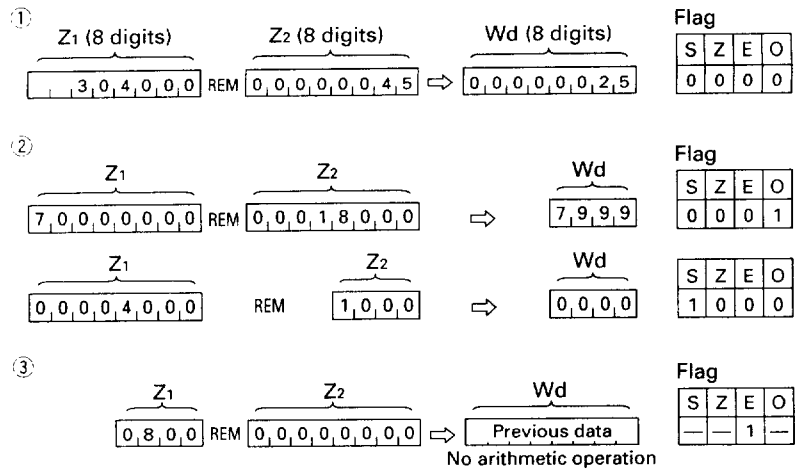 ① Flag
Z1 (8 digits) Z2 (8 digits) Wd (8 digits) S Z E O
3 0 4 0 0 0 REM 0 0 0 0 0 0 4 5 ⇨ 0 0 0 0 0 0 2 5 0 0 0 0
② Flag
Z1 Z2 Wd S Z E O
7 0 0 0 0 0 0 0 REM 0 0 0 1 8 0 0 0 ⇨ 7 9 9 9 0 0 0 1
Z1 Z2 Wd S Z E O
0 0 0 0 4 0 0 0 REM 1 0 0 0 ⇨ 0 0 0 0 1 0 0 0
③ Flag
Z1 Z2 Wd S Z E O
0 8 0 0 REM 0 0 0 0 0 0 0 0 ⇨ Previous data — — 1 —
No arithmetic operation